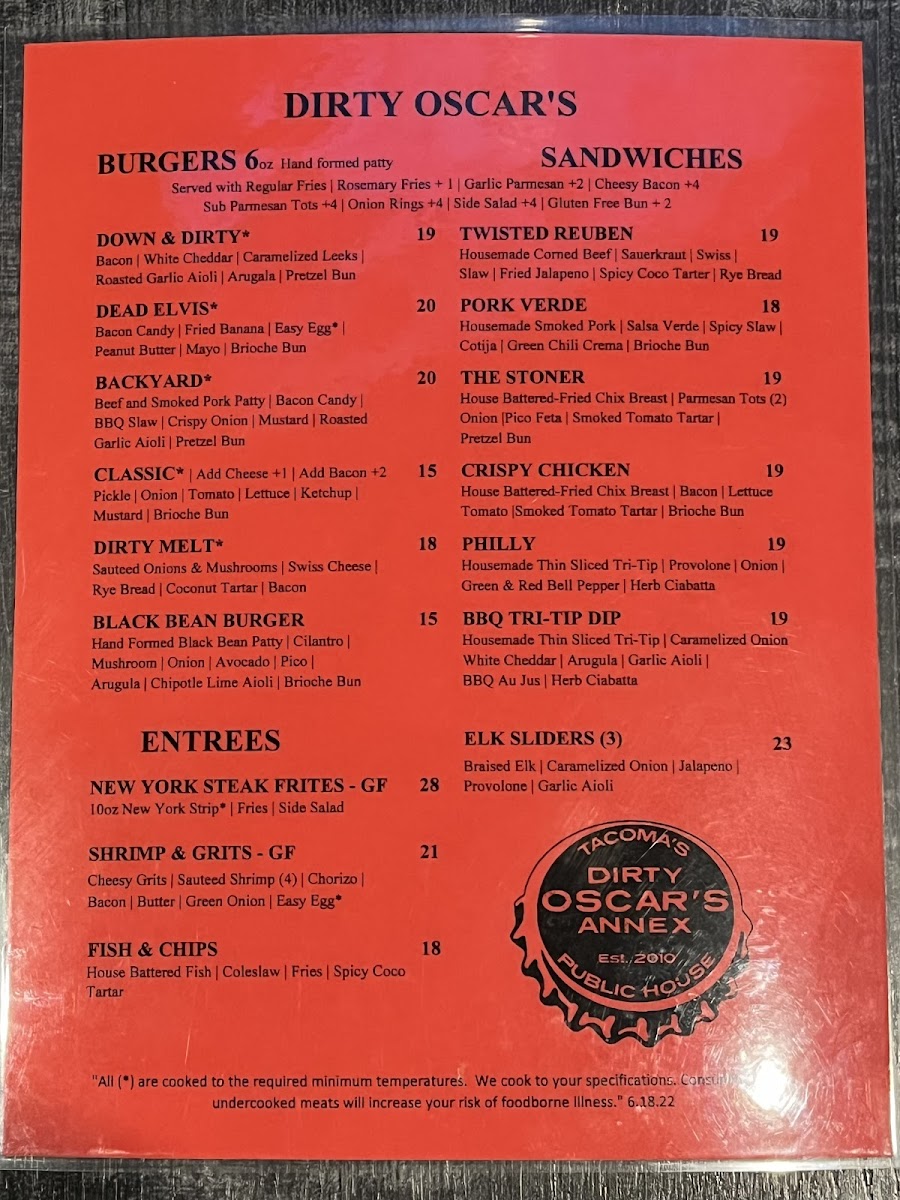 DIRTY OSCAR'S
BURGERS 6oz Hand formed patty
SANDWICHES
Served with Regular Fries | Rosemary Fries + 1 | Garlic Parmesan +2 | Cheesy Bacon +4
Sub Parmesan Tots +4 | Onion Rings +4 | Side Salad +4 | Gluten Free Bun + 2
DOWN & DIRTY* 19
Bacon | White Cheddar | Caramelized Leeks |
Roasted Garlic Aioli | Arugala | Pretzel Bun
DEAD ELVIS* 20
Bacon Candy | Fried Banana | Easy Egg* |
Peanut Butter | Mayo | Brioche Bun
BACKYARD* 20
Beef and Smoked Pork Patty | Bacon Candy |
BBQ Slaw | Crispy Onion | Mustard | Roasted
Garlic Aioli | Pretzel Bun
CLASSIC* | Add Cheese +1 | Add Bacon +2 15
Pickle | Onion | Tomato | Lettuce | Ketchup |
Mustard | Brioche Bun
DIRTY MELT* 18
Sauteed Onions & Mushrooms | Swiss Cheese |
Rye Bread | Coconut Tartar | Bacon
BLACK BEAN BURGER 15
Hand Formed Black Bean Patty | Cilantro |
Mushroom | Onion | Avocado | Pico |
Arugula | Chipotle Lime Aioli | Brioche Bun
ENTREES
NEW YORK STEAK FRITES - GF 28
10oz New York Strip* | Fries | Side Salad
SHRIMP & GRITS - GF 21
Cheesy Grits | Sauteed Shrimp (4) | Chorizo |
Bacon | Butter | Green Onion | Easy Egg*
FISH & CHIPS 18
House Battered Fish | Coleslaw | Fries | Spicy Coco
Tartar
TWISTED REUBEN 19
Housemade Corned Beef | Sauerkraut | Swiss |
Slaw | Fried Jalapeno | Spicy Coco Tarter | Rye Bread
PORK VERDE 18
Housemade Smoked Pork | Salsa Verde | Spicy Slaw |
Cotija | Green Chili Crema | Brioche Bun
THE STONER 19
House Battered-Fried Chix Breast | Parmesan Tots (2)
Onion |Pico Feta | Smoked Tomato Tartar |
Pretzel Bun
CRISPY CHICKEN 19
House Battered-Fried Chix Breast | Bacon | Lettuce
Tomato |Smoked Tomato Tartar | Brioche Bun
PHILLY 19
Housemade Thin Sliced Tri-Tip | Provolone | Onion |
Green & Red Bell Pepper | Herb Ciabatta
BBQ TRI-TIP DIP 19
Housemade Thin Sliced Tri-Tip | Caramelized Onion
White Cheddar | Arugula | Garlic Aioli |
BBQ Au Jus | Herb Ciabatta
ELK SLIDERS (3) 23
Braised Elk | Caramelized Onion | Jalapeno |
Provolone | Garlic Aioli
TACOMA'S
DIRTY
OSCAR'S
ANNEX
Est. 2010
PUBLIC HOUSE
"All (*) are cooked to the required minimum temperatures. We cook to your specifications.
undercooked meats will increase your risk of foodborne illness." 6.18.22